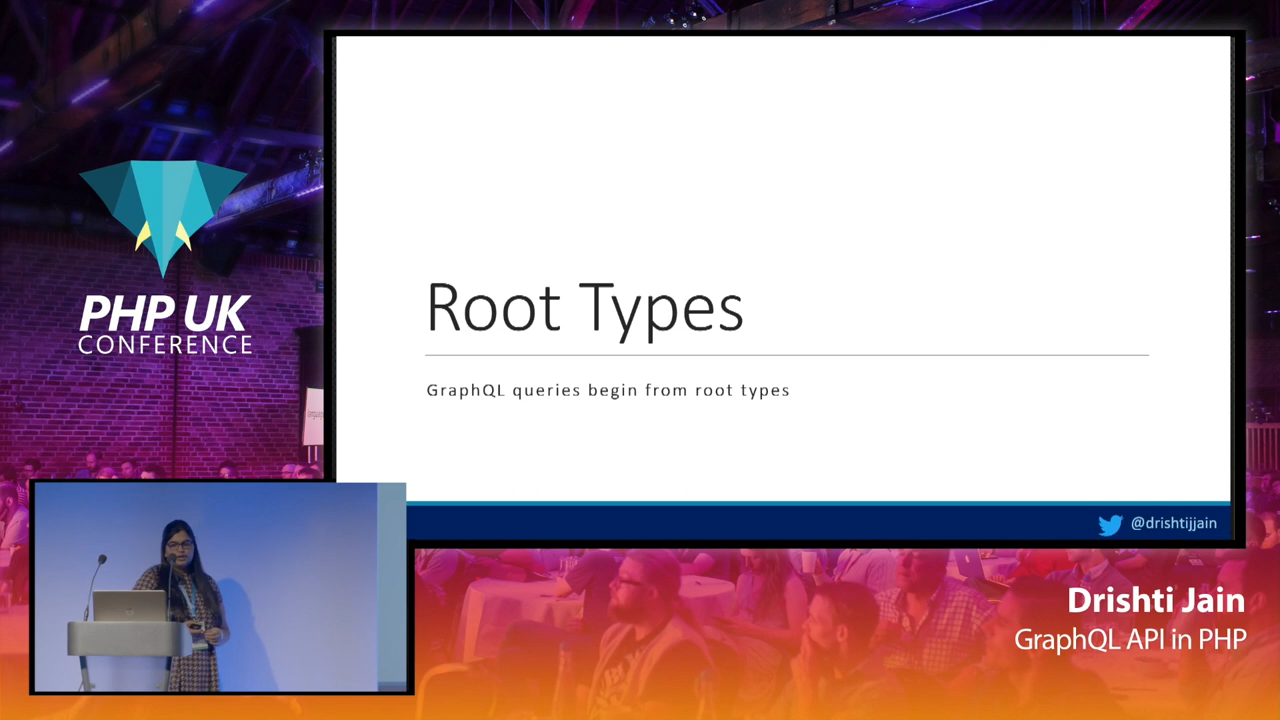 PHP UK
CONFERENCE
Root Types
GraphQL queries begin from root types
@drishtijjain
Drishti Jain
GraphQL API in PHP